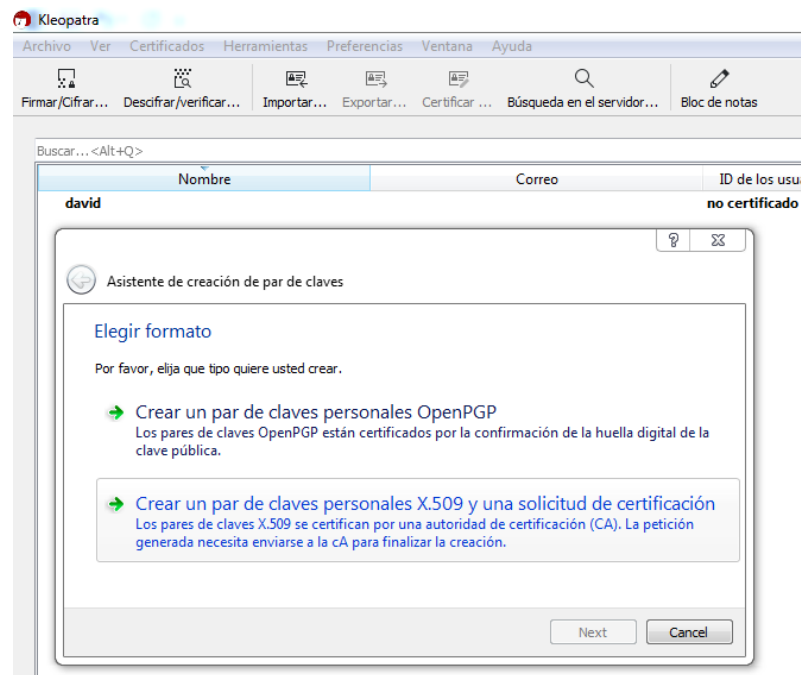 Kleopatra
Archivo Ver Certificados Herramientas Preferencias Ventana Ayuda
Firmar/Cifrar... Descifrar/verificar... Importar... Exportar... Certificar ... Búsqueda en el servidor... Bloc de notas
Buscar...<Alt+Q>
Nombre Correo ID de los usu
david no certificado
Asistente de creación de par de claves
Elegir formato
Por favor, elija que tipo quiere usted crear.
Crear un par de claves personales OpenPGP
Los pares de claves OpenPGP están certificados por la confirmación de la huella digital de la
clave pública.
Crear un par de claves personales X.509 y una solicitud de certificación
Los pares de claves X.509 se certifican por una autoridad de certificación (CA). La petición
generada necesita enviarse a la cA para finalizar la creación.
Next Cancel